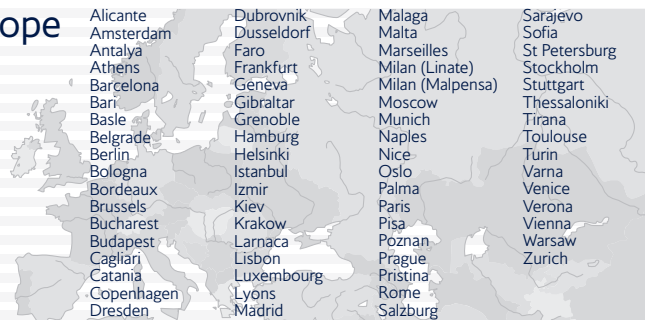 ope
Alicante
Amsterdam
Antalya
Athens
Barcelona
Bari
Basle
Belgrade
Berlin
Bologna
Bordeaux
Brussels
Bucharest
Budapest
Cagliari
Catania
Copenhagen
Dresden
Dubrovnik
Dusseldorf
Faro
Frankfurt
Geneva
Gibraltar
Grenoble
Hamburg
Helsinki
Istanbul
Izmir
Kiev
Krakow
Larnaca
Lisbon
Luxembourg
Lyons
Madrid
Malaga
Malta
Marseilles
Milan (Linate)
Milan (Malpensa)
Moscow
Munich
Naples
Nice
Oslo
Palma
Paris
Pisa
Poznan
Prague
Pristina
Rome
Salzburg
Sarajevo
Sofia
St Petersburg
Stockholm
Stuttgart
Thessaloniki
Tirana
Toulouse
Turin
Varna
Venice
Verona
Vienna
Warsaw
Zurich